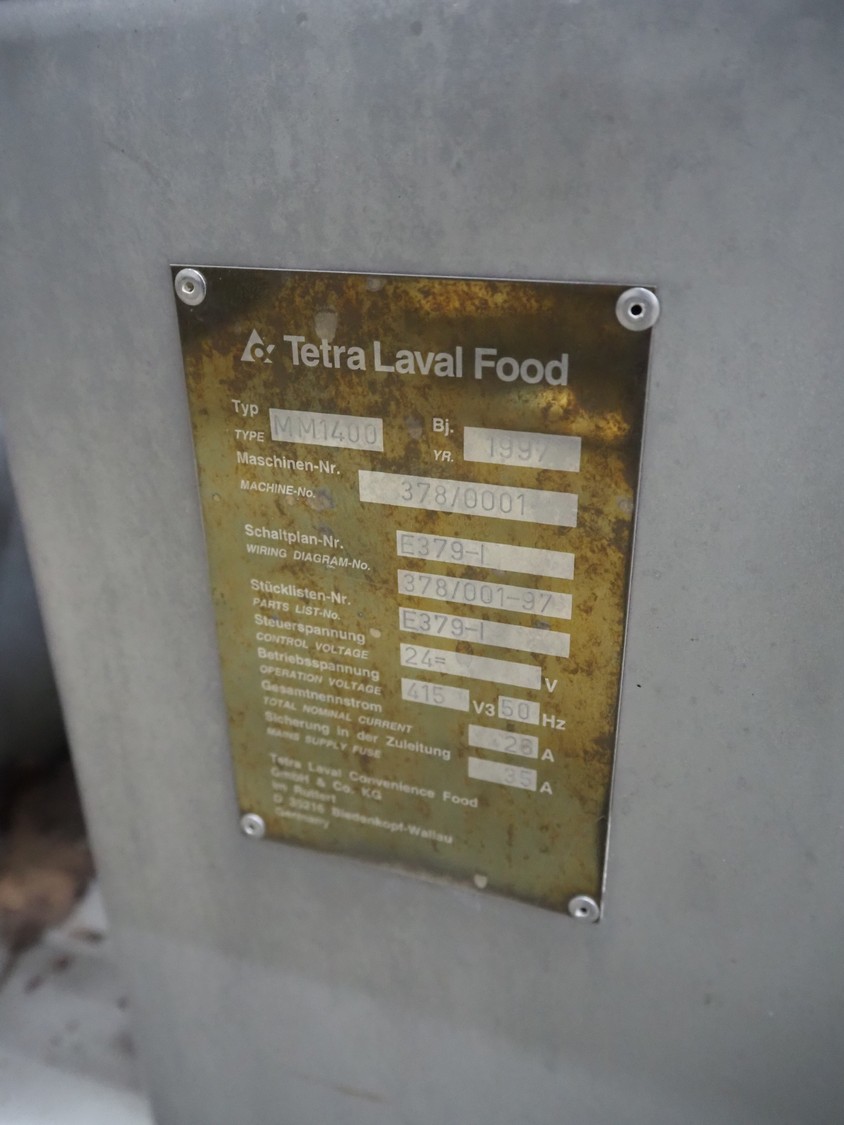 Tetra Laval Food
Typ MM1400 Bj. 1997
TYPE YR.
Maschinen-Nr. 378/0001
MACHINE-No.
Schaltplan-Nr. E379-I
WIRING DIAGRAM-No. 378/001-97
Stücklisten-Nr. E379-I
PARTS LIST-No.
Steuerspannung 24= V
CONTROL VOLTAGE
Betriebsspannung 415 V3 50 Hz
OPERATION VOLTAGE
Gesamtnennstrom 28 A
TOTAL NOMINAL CURRENT
Sicherung in der Zuleitung 35 A
MAINS SUPPLY FUSE
Tetra Laval Convenience Food
GmbH & Co. KG
Im Ruttert
D 35216 Biedenkopf-Wallau
Germany